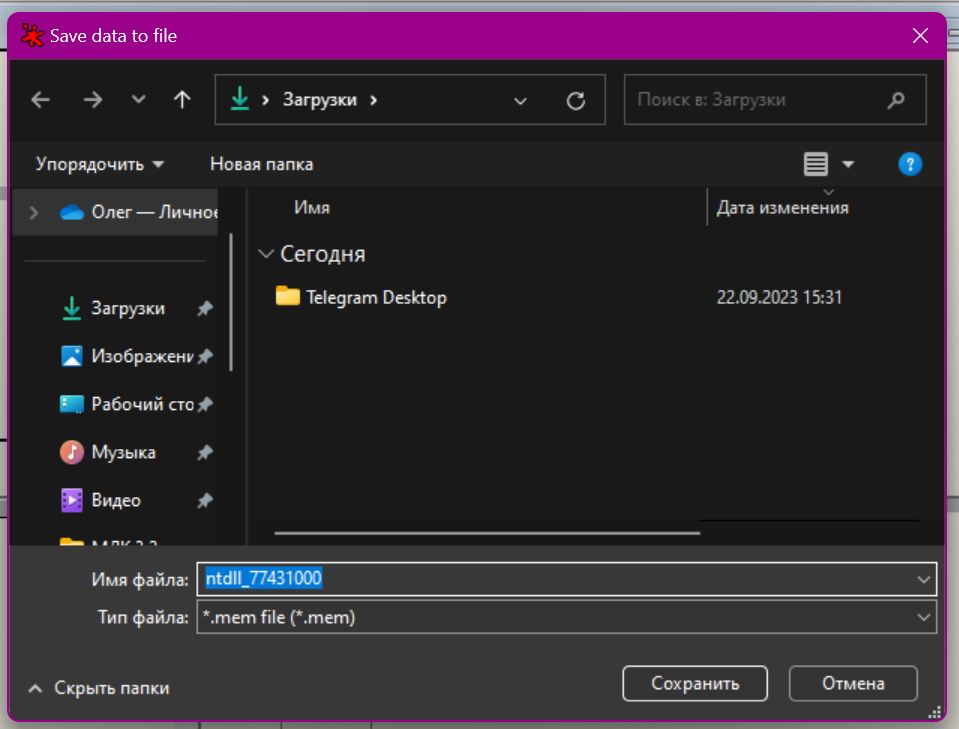 Save data to file
Загрузки
Поиск в: Загрузки
Упорядочить
Новая папка
?
Олег — Личное
Имя
Дата изменения
Сегодня
Telegram Desktop
22.09.2023 15:31
Загрузки
Изображени
Рабочий сто
Музыка
Видео
Имя файла:
ntdll_77431000
Тип файла:
*.mem file (*.mem)
Скрыть папки
Сохранить
Отмена